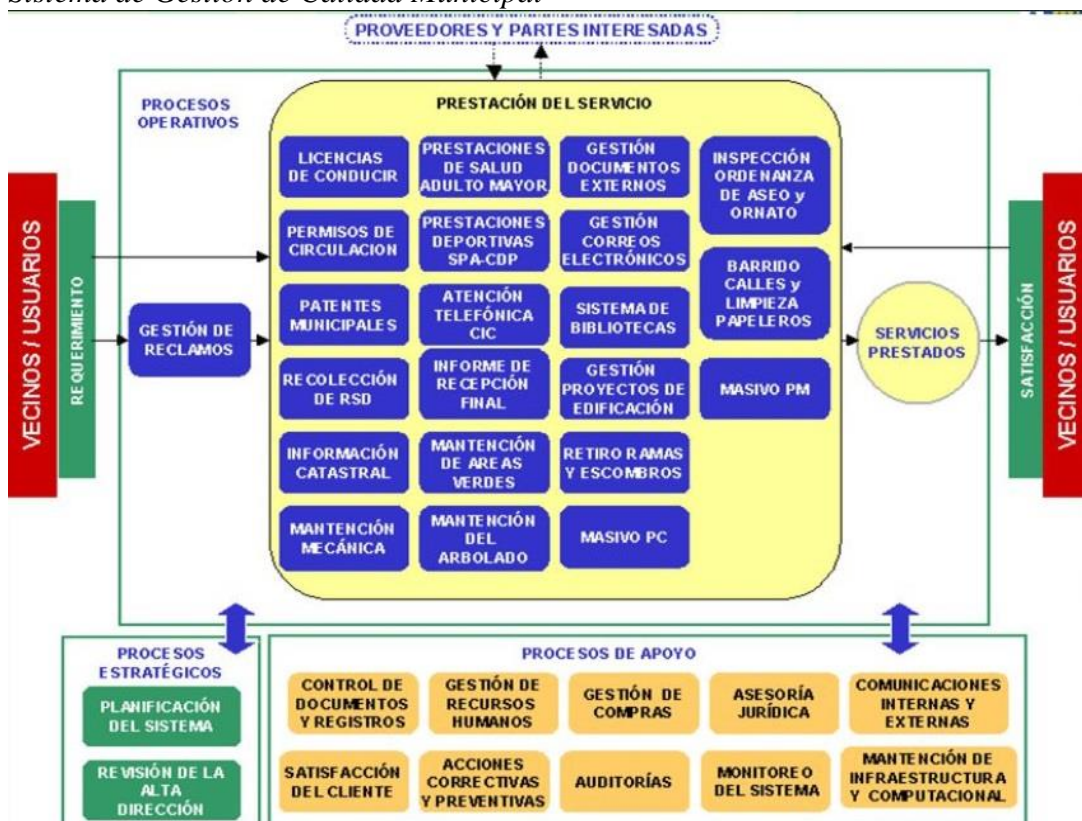 Sistema de Gestión de Calidad Municipal
PROVEEDORES Y PARTES INTERESADAS
PROCESOS
OPERATIVOS
PRESTACIÓN DEL SERVICIO
LICENCIAS
DE CONDUCIR
PRESTACIONES
DE SALUD
ADULTO MAYOR
GESTIÓN
DOCUMENTOS
EXTERNOS
INSPECCIÓN
ORDENANZA
DE ASEO y
ORNATO
PERMISOS DE
CIRCULACION
PRESTACIONES
DEPORTIVAS
SPA-CDP
GESTIÓN
CORREOS
ELECTRÓNICOS
BARRIDO
CALLES y
LIMPIEZA
PAPELEROS
PATENTES
MUNICIPALES
ATENCIÓN
TELEFÓNICA
CIC
SISTEMA DE
BIBLIOTECAS
RECOLECCIÓN
DE RSD
INFORME DE
RECEPCIÓN
FINAL
GESTIÓN
PROYECTOS DE
EDIFICACIÓN
MASIVO PM
INFORMACIÓN
CATASTRAL
MANTENCIÓN
DE AREAS
VERDES
RETIRO RAMAS
Y ESCOMBROS
MANTENCIÓN
MECÁNICA
MANTENCIÓN
DEL
ARBOLADO
MASIVO PC
VECINOS / USUARIOS
REQUERIMIENTO
GESTIÓN DE
RECLAMOS
SERVICIOS
PRESTADOS
SATISFACCIÓN
VECINOS / USUARIOS
PROCESOS
ESTRATÉGICOS
PLANIFICACIÓN
DEL SISTEMA
REVISIÓN DE LA
ALTA
DIRECCIÓN
PROCESOS DE APOYO
CONTROL DE
DOCUMENTOS
Y REGISTROS
GESTIÓN DE
RECURSOS
HUMANOS
GESTIÓN DE
COMPRAS
ASESORÍA
JURÍDICA
COMUNICACIONES
INTERNAS Y
EXTERNAS
SATISFACCIÓN
DEL CLIENTE
ACCIONES
CORRECTIVAS
Y PREVENTIVAS
AUDITORÍAS
MONITOREO
DEL SISTEMA
MANTENCIÓN DE
INFRAESTRUCTURA
Y COMPUTACIONAL